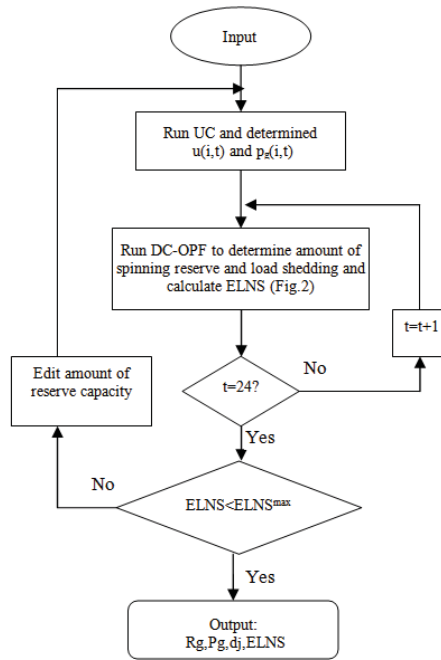 Input
Run UC and determined
u(i,t) and pg(i,t)
Run DC-OPF to determine amount of
spinning reserve and load shedding and
calculate ELNS (Fig.2)
t=t+1
Edit amount of
reserve capacity
t=24?
No
Yes
No
ELNS<ELNS^max
Yes
Output:
Rg,Pg,dj,ELNS